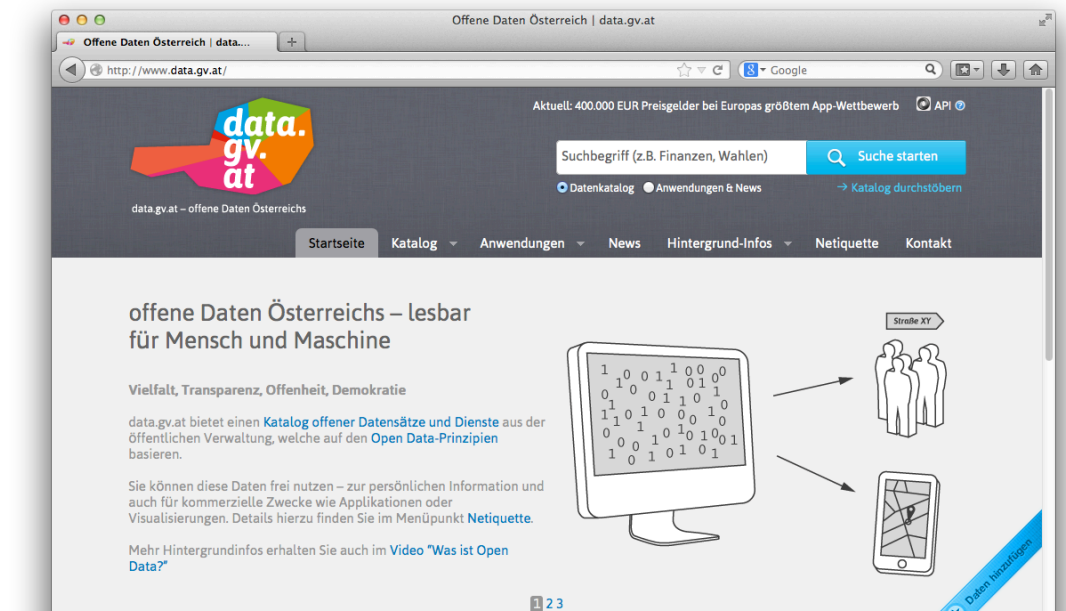 Offene Daten Österreich | data.gv.at
Offene Daten Österreich | data....
http://www.data.gv.at/
Google
Aktuell: 400.000 EUR Preisgelder bei Europas größtem App-Wettbewerb API
data.
gv.
at
data.gv.at – offene Daten Österreichs
Suchbegriff (z.B. Finanzen, Wahlen)
Suche starten
Datenkatalog Anwendungen & News
→ Katalog durchstöbern
Startseite Katalog Anwendungen News Hintergrund-Infos Netiquette Kontakt
offene Daten Österreichs – lesbar
für Mensch und Maschine
Vielfalt, Transparenz, Offenheit, Demokratie
data.gv.at bietet einen Katalog offener Datensätze und Dienste aus der
öffentlichen Verwaltung, welche auf den Open Data-Prinzipien
basieren.
Sie können diese Daten frei nutzen – zur persönlichen Information und
auch für kommerzielle Zwecke wie Applikationen oder
Visualisierungen. Details hierzu finden Sie im Menüpunkt Netiquette.
Mehr Hintergrundinfos erhalten Sie auch im Video "Was ist Open
Data?"
Straße XY
Daten hinzufügen
1 2 3